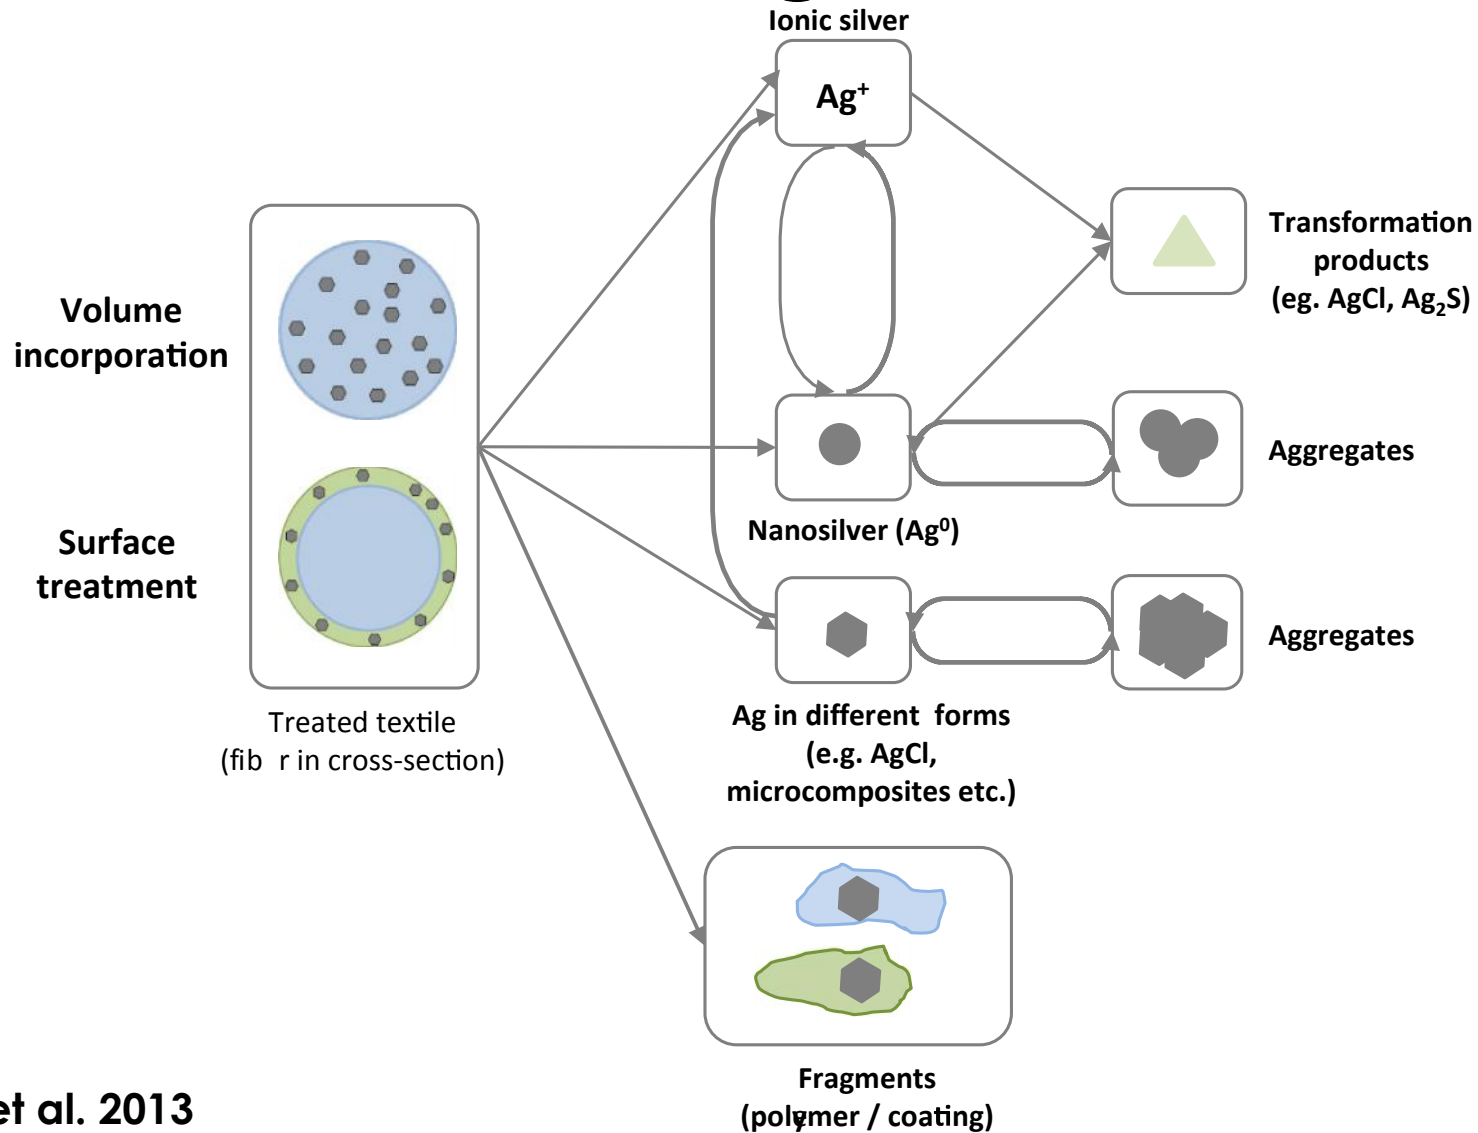 Ionic silver
Ag⁺
Volume
incorporation
Surface
treatment
Treated textile
(fib r in cross-section)
Transformation
products
(eg. AgCl, Ag₂S)
Nanosilver (Ag⁰)
Aggregates
Aggregates
Ag in different forms
(e.g. AgCl,
microcomposites etc.)
Fragments
(polymer / coating)
et al. 2013